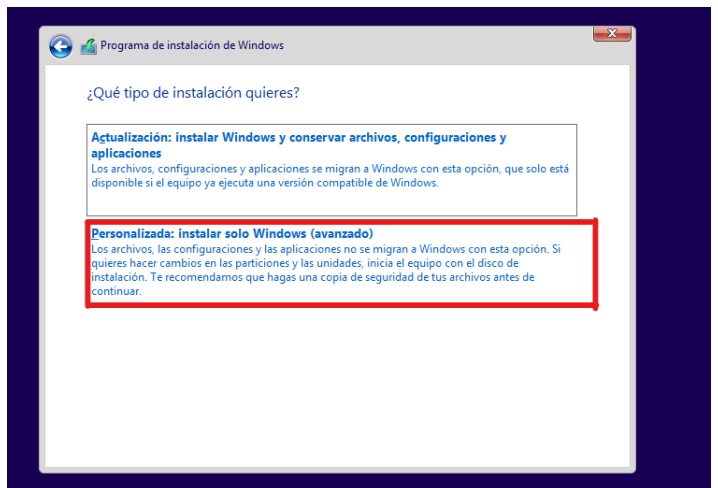 Programa de instalación de Windows
¿Qué tipo de instalación quieres?
Actualización: instalar Windows y conservar archivos, configuraciones y
aplicaciones
Los archivos, configuraciones y aplicaciones se migran a Windows con esta opción, que solo está
disponible si el equipo ya ejecuta una versión compatible de Windows.
Personalizada: instalar solo Windows (avanzado)
Los archivos, las configuraciones y las aplicaciones no se migran a Windows con esta opción. Si
quieres hacer cambios en las particiones y las unidades, inicia el equipo con el disco de
instalación. Te recomendamos que hagas una copia de seguridad de tus archivos antes de
continuar.